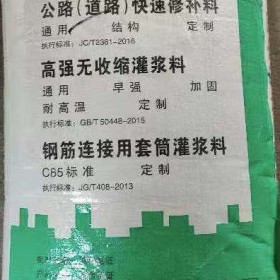 公路(道路)快速修补料
通用 结构 定制
执行标准：JC/T2381-2016
高强无收缩灌浆料
通用 早强 加固
耐高温 定制
执行标准：GB/T50448-2015
钢筋连接用套筒灌浆料
C85标准 定制
执行标准：JG/T408-2013